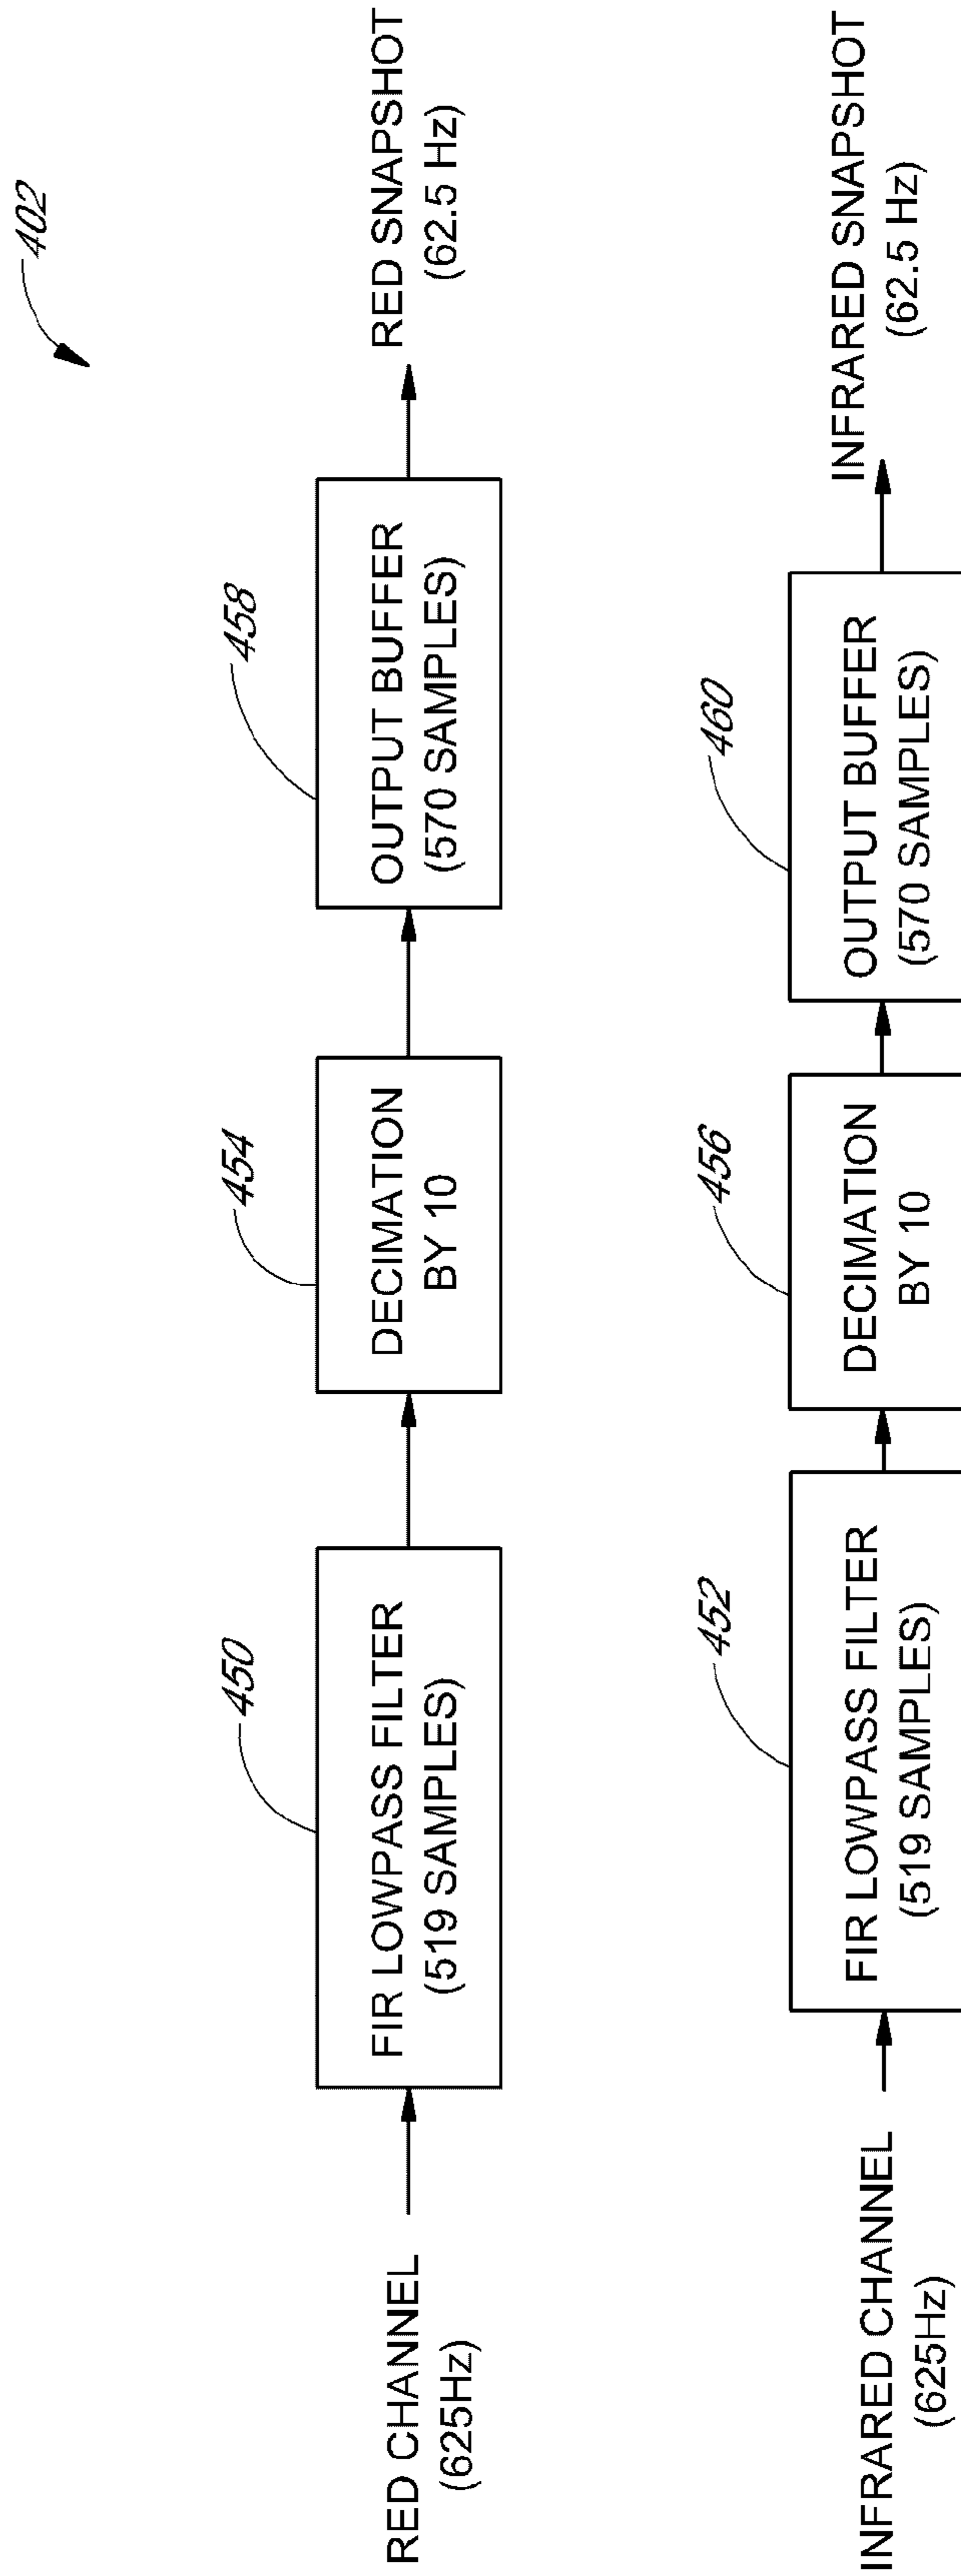 402
RED CHANNEL
(625Hz)
450
FIR LOWPASS FILTER
(519 SAMPLES)
454
DECIMATION
BY 10
458
OUTPUT BUFFER
(570 SAMPLES)
RED SNAPSHOT
(62.5 Hz)
INFRARED CHANNEL
(625Hz)
452
FIR LOWPASS FILTER
(519 SAMPLES)
456
DECIMATION
BY 10
460
OUTPUT BUFFER
(570 SAMPLES)
INFRARED SNAPSHOT
(62.5 Hz)